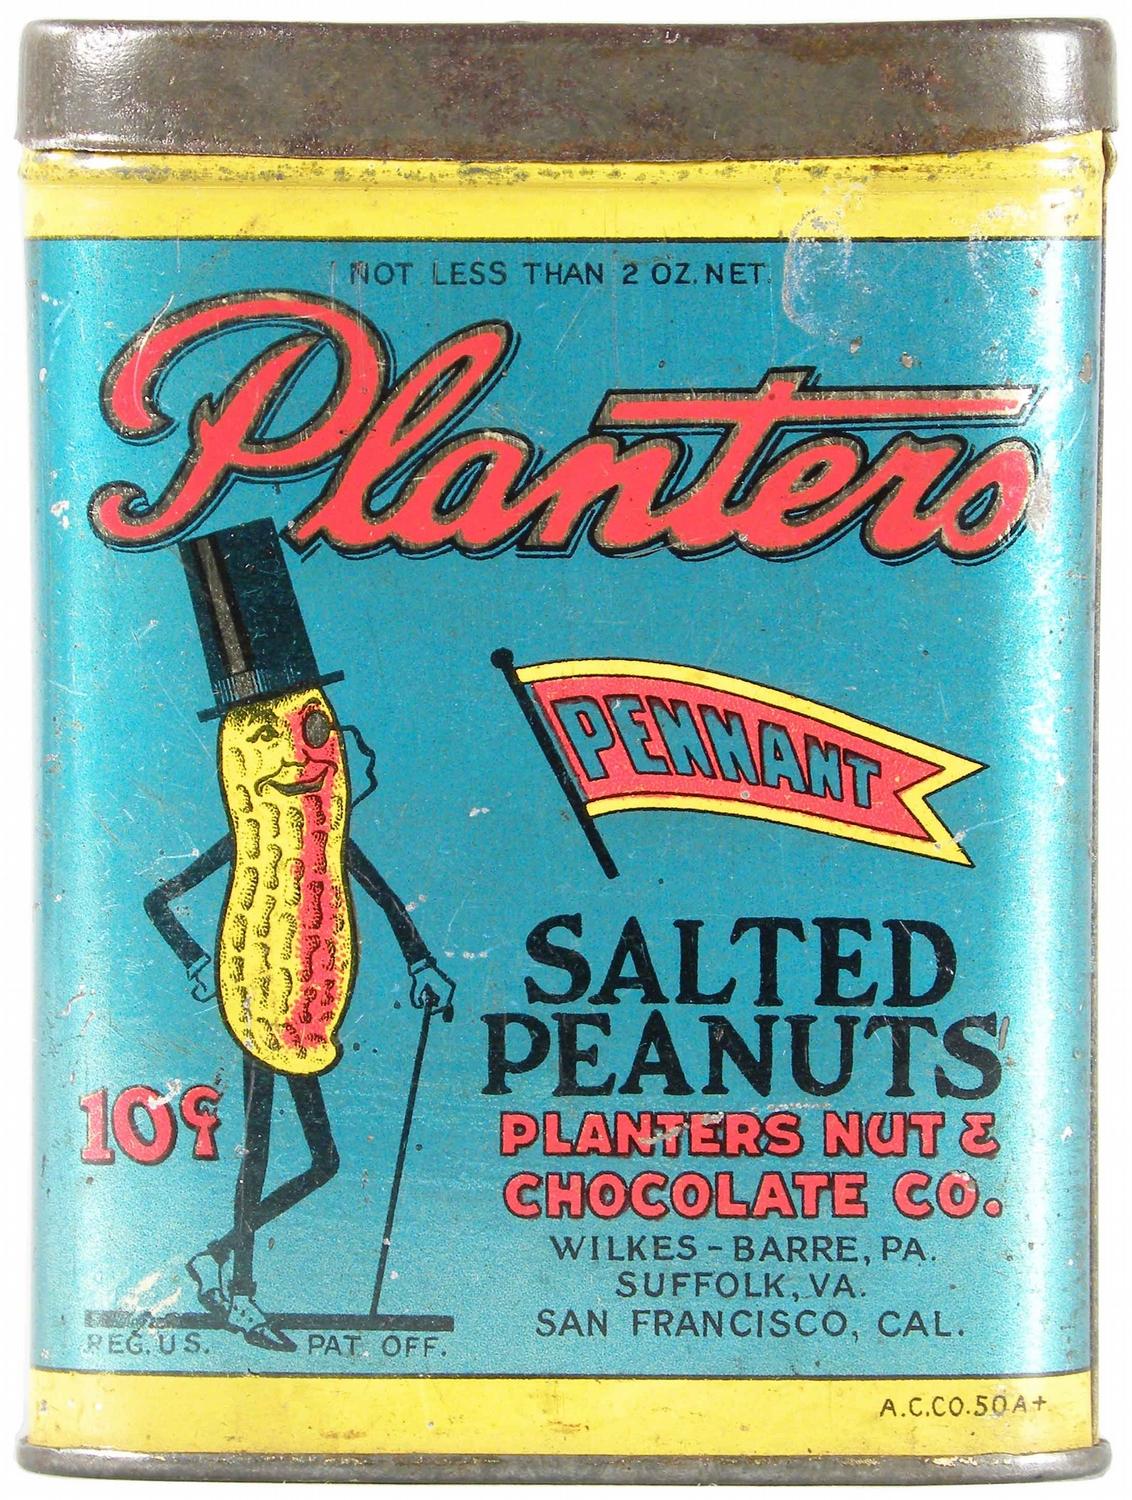 NOT LESS THAN 2 OZ. NET.
Planters
PENNANT
SALTED
PEANUTS
10¢
PLANTERS NUT &
CHOCOLATE CO.
WILKES-BARRE, PA.
SUFFOLK, VA.
SAN FRANCISCO, CAL.
REG. U.S. PAT. OFF.
A.C.CO. 50A+